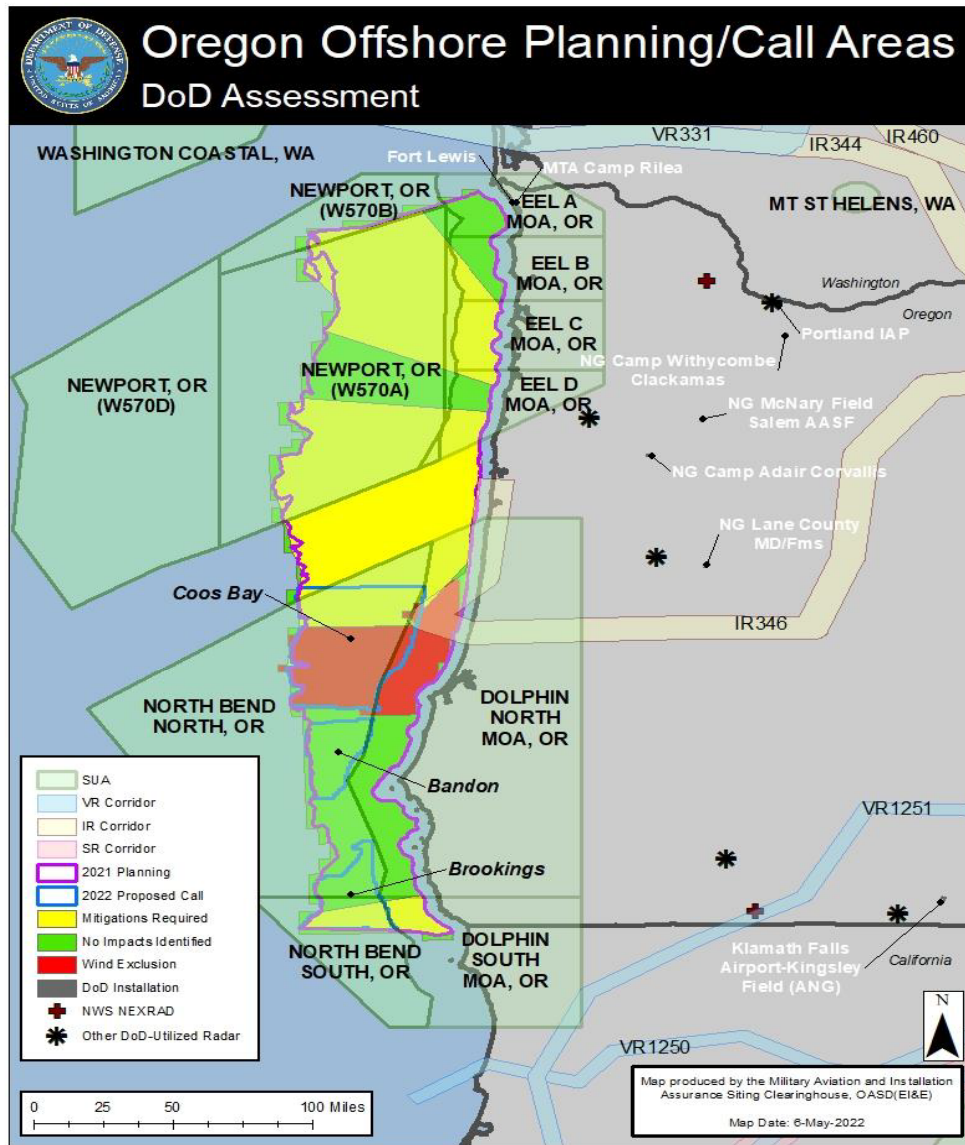 DEPARTMENT OF DEFENSE
UNITED STATES OF AMERICA
Oregon Offshore Planning/Call Areas
DoD Assessment
VR331
IR344
IR460
WASHINGTON COASTAL, WA
Fort Lewis
MTA Camp Rilea
NEWPORT, OR
(W570B)
EEL A
MOA, OR
MT ST HELENS, WA
EEL B
MOA, OR
Washington
Oregon
EEL C
MOA, OR
Portland IAP
NG Camp Withycombe
Clackamas
NEWPORT, OR
(W570D)
NEWPORT, OR
(W570A)
EEL D
MOA, OR
NG McNary Field
Salem AASF
NG Camp Adair Corvallis
NG Lane County
MD/Fms
Coos Bay
IR346
NORTH BEND
NORTH, OR
DOLPHIN
NORTH
MOA, OR
Bandon
VR1251
Brookings
NORTH BEND
SOUTH, OR
DOLPHIN
SOUTH
MOA, OR
Klamath Falls
Airport-Kingsley
Field (ANG)
California
VR1250
SUA
VR Corridor
IR Corridor
SR Corridor
2021 Planning
2022 Proposed Call
Mitigations Required
No Impacts Identified
Wind Exclusion
DoD Installation
NWS NEXRAD
Other DoD-Utilized Radar
N
0 25 50 100 Miles
Map produced by the Military Aviation and Installation
Assurance Siting Clearinghouse, OASD(EI&E)
Map Date: 6-May-2022